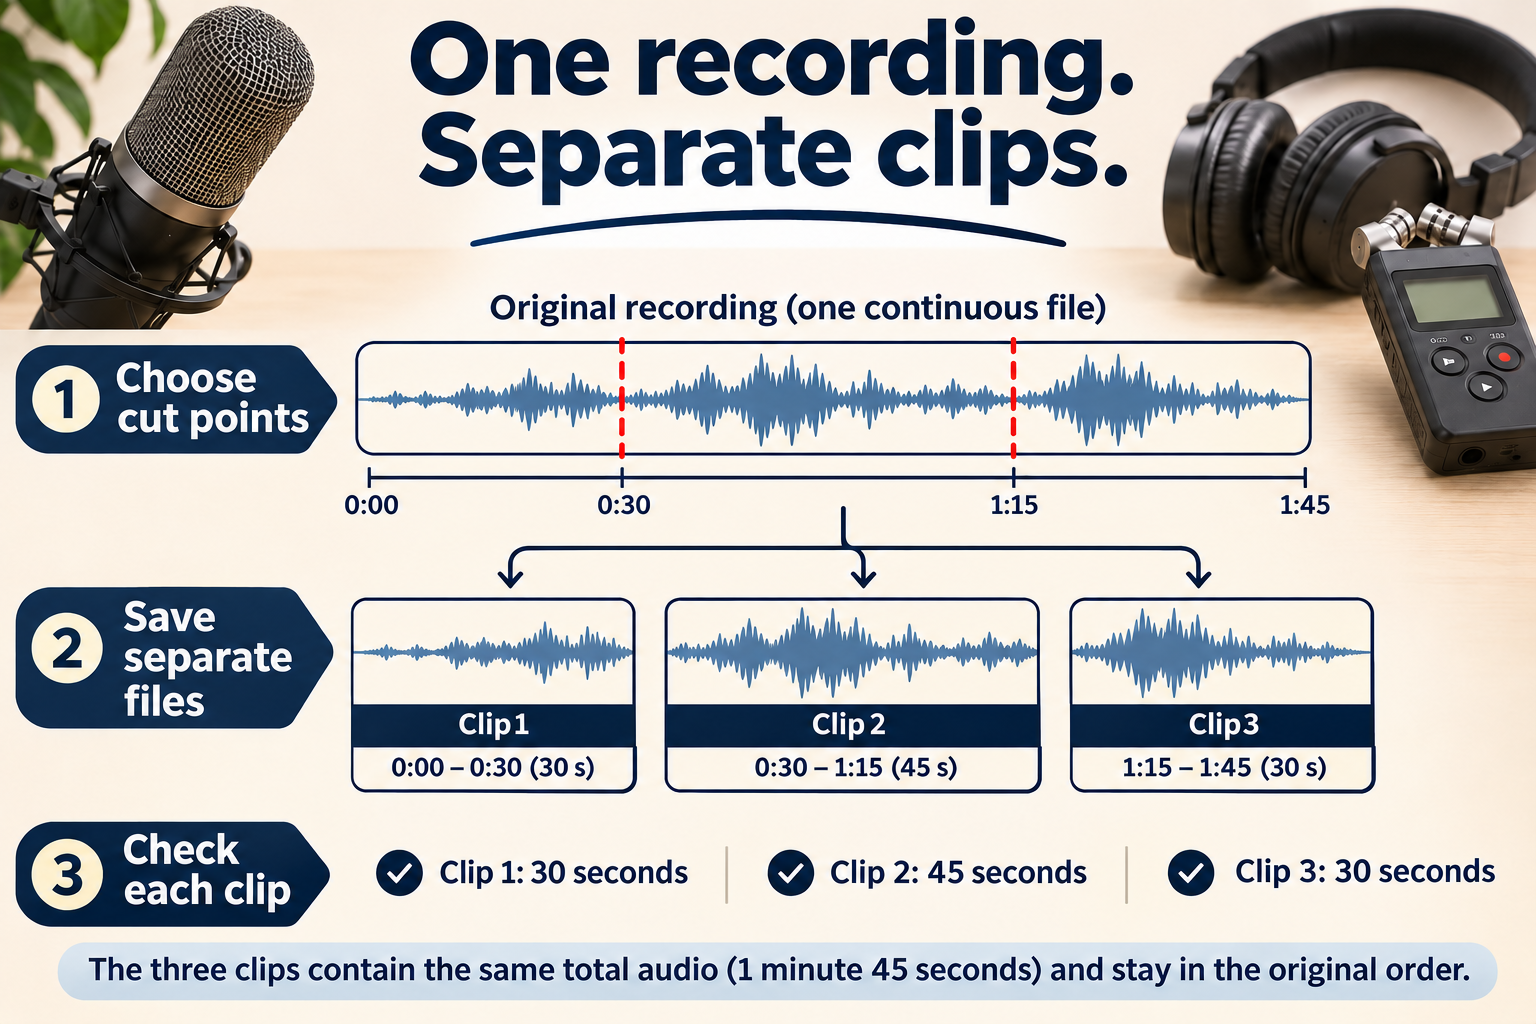 One recording.
Separate clips.
Original recording (one continuous file)
1
Choose
cut points
0:00
0:30
1:15
1:45
2
Save
separate
files
Clip 1
0:00 – 0:30 (30 s)
Clip 2
0:30 – 1:15 (45 s)
Clip 3
1:15 – 1:45 (30 s)
3
Check
each clip
Clip 1: 30 seconds
Clip 2: 45 seconds
Clip 3: 30 seconds
The three clips contain the same total audio (1 minute 45 seconds) and stay in the original order.